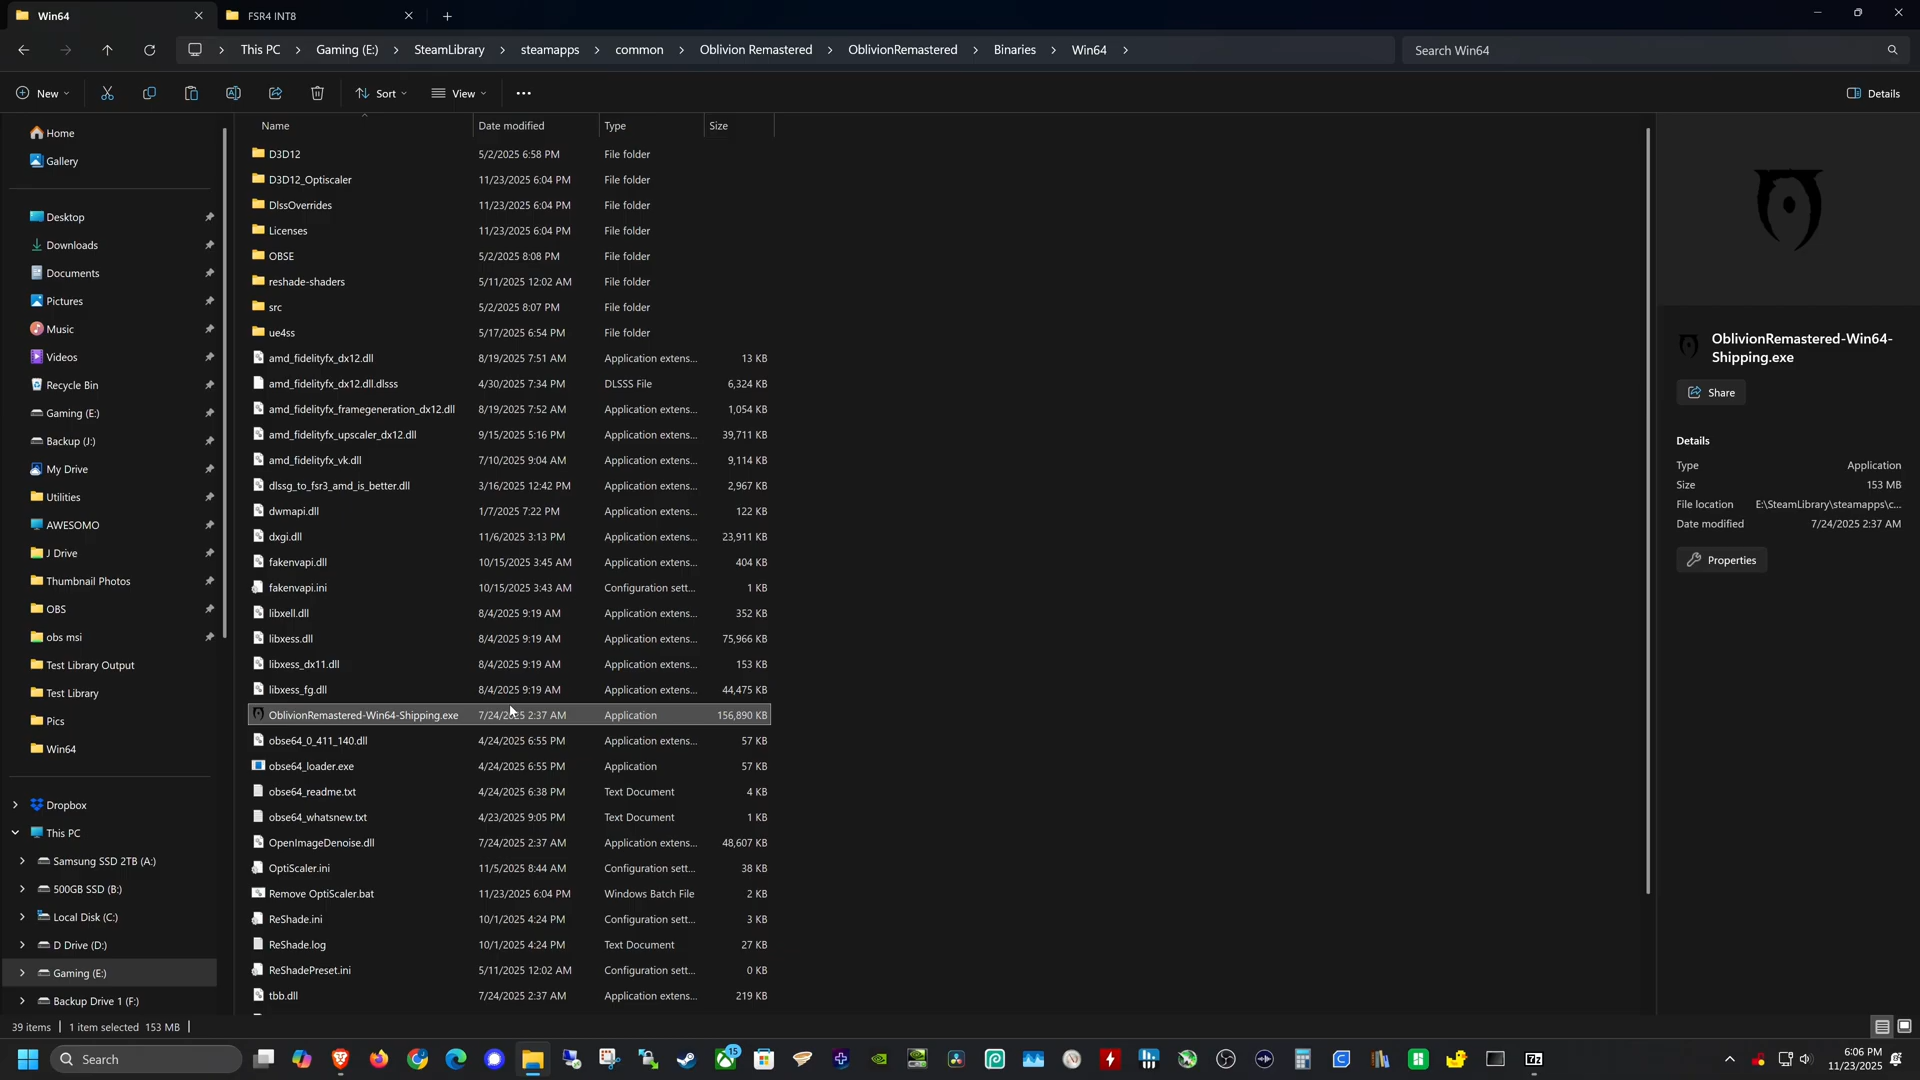 Win64
FSR4 INT8
This PC > Gaming (E:) > SteamLibrary > steamapps > common > Oblivion Remastered > OblivionRemastered > Binaries > Win64 >
Search Win64
New
Sort
View
Details
Home
Gallery
Desktop
Downloads
Documents
Pictures
Music
Videos
Recycle Bin
Gaming (E:)
Backup (J:)
My Drive
Utilities
AWESOMO
J Drive
Thumbnail Photos
OBS
obs msi
Test Library Output
Test Library
Pics
Win64
Dropbox
This PC
Samsung SSD 2TB (A:)
500GB SSD (B:)
Local Disk (C:)
D Drive (D:)
Gaming (E:)
Backup Drive 1 (F:)
Name Date modified Type Size
D3D12 5/2/2025 6:58 PM File folder
D3D12_Optiscaler 11/23/2025 6:04 PM File folder
DlssOverrides 11/23/2025 6:04 PM File folder
Licenses 11/23/2025 6:04 PM File folder
OBSE 5/2/2025 8:08 PM File folder
reshade-shaders 5/11/2025 12:02 AM File folder
src 5/2/2025 8:07 PM File folder
ue4ss 5/17/2025 6:54 PM File folder
amd_fidelityfx_dx12.dll 8/19/2025 7:51 AM Application extens... 13 KB
amd_fidelityfx_dx12.dll.dlsss 4/30/2025 7:34 PM DLSSS File 6,324 KB
amd_fidelityfx_framegeneration_dx12.dll 8/19/2025 7:52 AM Application extens... 1,054 KB
amd_fidelityfx_upscaler_dx12.dll 9/15/2025 5:16 PM Application extens... 39,711 KB
amd_fidelityfx_vk.dll 7/10/2025 9:04 AM Application extens... 9,114 KB
dlssg_to_fsr3_amd_is_better.dll 3/16/2025 12:42 PM Application extens... 2,967 KB
dwmapi.dll 1/7/2025 7:22 PM Application extens... 122 KB
dxgi.dll 11/6/2025 3:13 PM Application extens... 23,911 KB
fakenvapi.dll 10/15/2025 3:45 AM Application extens... 404 KB
fakenvapi.ini 10/15/2025 3:43 AM Configuration sett... 1 KB
libxell.dll 8/4/2025 9:19 AM Application extens... 352 KB
libxess.dll 8/4/2025 9:19 AM Application extens... 75,966 KB
libxess_dx11.dll 8/4/2025 9:19 AM Application extens... 153 KB
libxess_fg.dll 8/4/2025 9:19 AM Application extens... 44,475 KB
OblivionRemastered-Win64-Shipping.exe 7/24/2025 2:37 AM Application 156,890 KB
obse64_0_411_140.dll 4/24/2025 6:55 PM Application extens... 57 KB
obse64_loader.exe 4/24/2025 6:55 PM Application 57 KB
obse64_readme.txt 4/24/2025 6:38 PM Text Document 4 KB
obse64_whatsnew.txt 4/23/2025 9:05 PM Text Document 1 KB
OpenImageDenoise.dll 7/24/2025 2:37 AM Application extens... 48,607 KB
OptiScaler.ini 11/5/2025 8:44 AM Configuration sett... 38 KB
Remove OptiScaler.bat 11/23/2025 6:04 PM Windows Batch File 2 KB
ReShade.ini 10/1/2025 4:24 PM Configuration sett... 3 KB
ReShade.log 10/1/2025 4:24 PM Text Document 27 KB
ReShadePreset.ini 5/11/2025 12:02 AM Configuration sett... 0 KB
tbb.dll 7/24/2025 2:37 AM Application extens... 219 KB
OblivionRemastered-Win64-
Shipping.exe
Share
Details
Type Application
Size 153 MB
File location E:\SteamLibrary\steamapps\c...
Date modified 7/24/2025 2:37 AM
Properties
39 items 1 item selected 153 MB
Search
15
7z
6:06 PM
11/23/2025